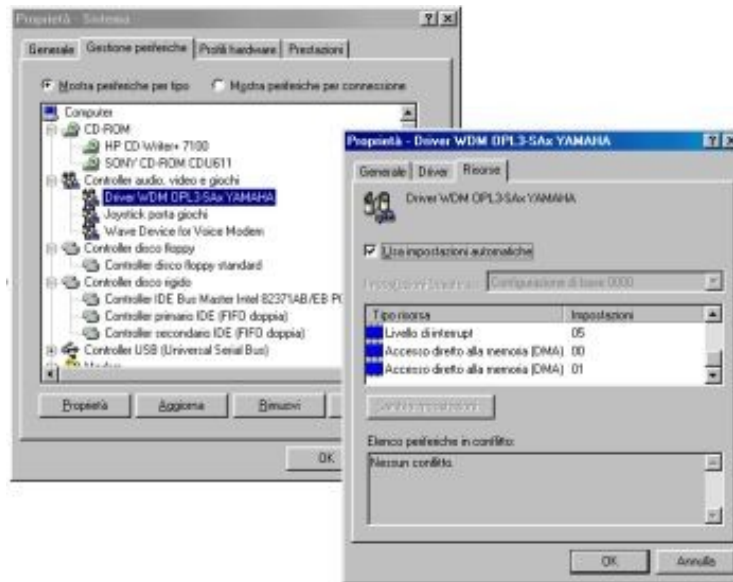 Proprietà - Sistema
Generale
Gestione periferiche
Profili hardware
Prestazioni
Mostra periferiche per tipo
Mostra periferiche per connessione
Computer
CD-ROM
HP CD-Writer+ 7100
SONY CD-ROM CDU611
Controller audio, video e giochi
Driver WDM OPL3-SAx YAMAHA
Joystick porta giochi
Wave Device for Voice Modem
Controller disco floppy
Controller disco floppy standard
Controller disco rigido
Controller IDE Bus Master Intel 82371AB/EB PC
Controller primario IDE (FIFO doppia)
Controller secondario IDE (FIFO doppia)
Controller USB (Universal Serial Bus)
Modem
Proprietà
Aggiorna
Rimuovi
OK
Proprietà - Driver WDM OPL3-SAx YAMAHA
Generale
Driver
Risorse
Driver WDM OPL3-SAx YAMAHA
Usa impostazioni automatiche
Configurazione di base 0000
Tipo risorsa Impostazioni
Livello di interrupt 05
Accesso diretto alla memoria (DMA) 00
Accesso diretto alla memoria (DMA) 01
Cambia impostazioni
Elenco periferiche in conflitto:
Nessun conflitto.
OK
Annulla